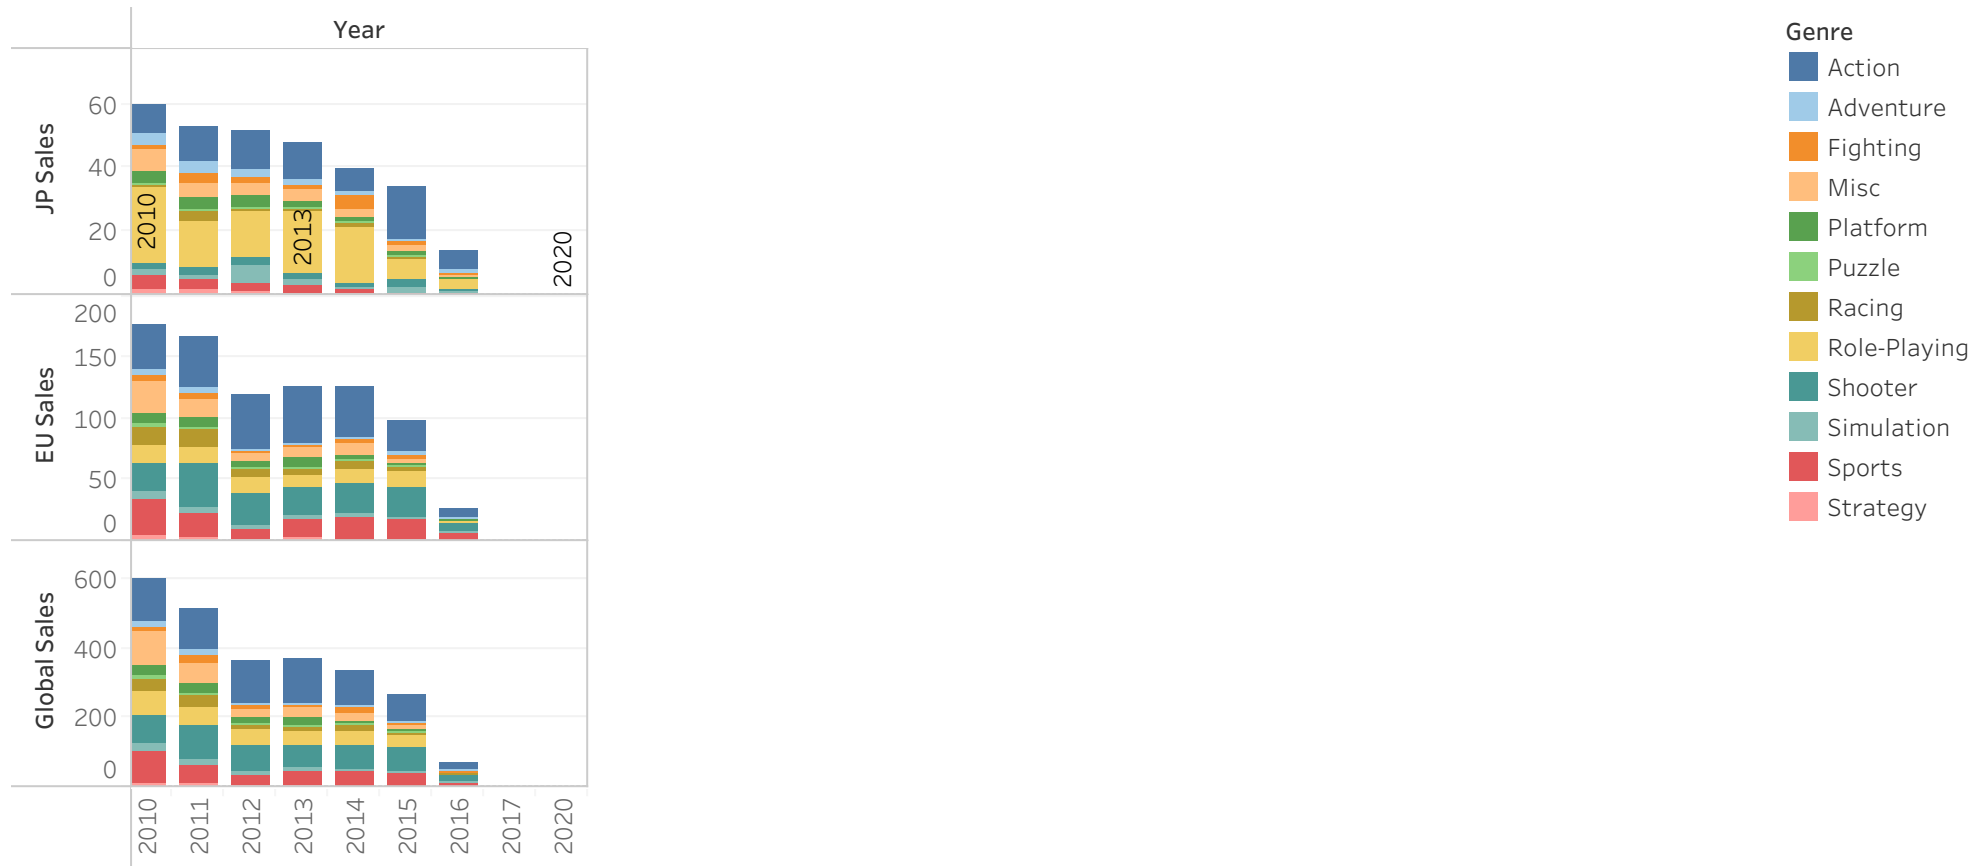 Year
JP Sales
60
40
20
0
2010
2013
2020
EU Sales
200
150
100
50
0
Global Sales
600
400
200
0
2010 2011 2012 2013 2014 2015 2016 2017 2020
Genre
Action
Adventure
Fighting
Misc
Platform
Puzzle
Racing
Role-Playing
Shooter
Simulation
Sports
Strategy